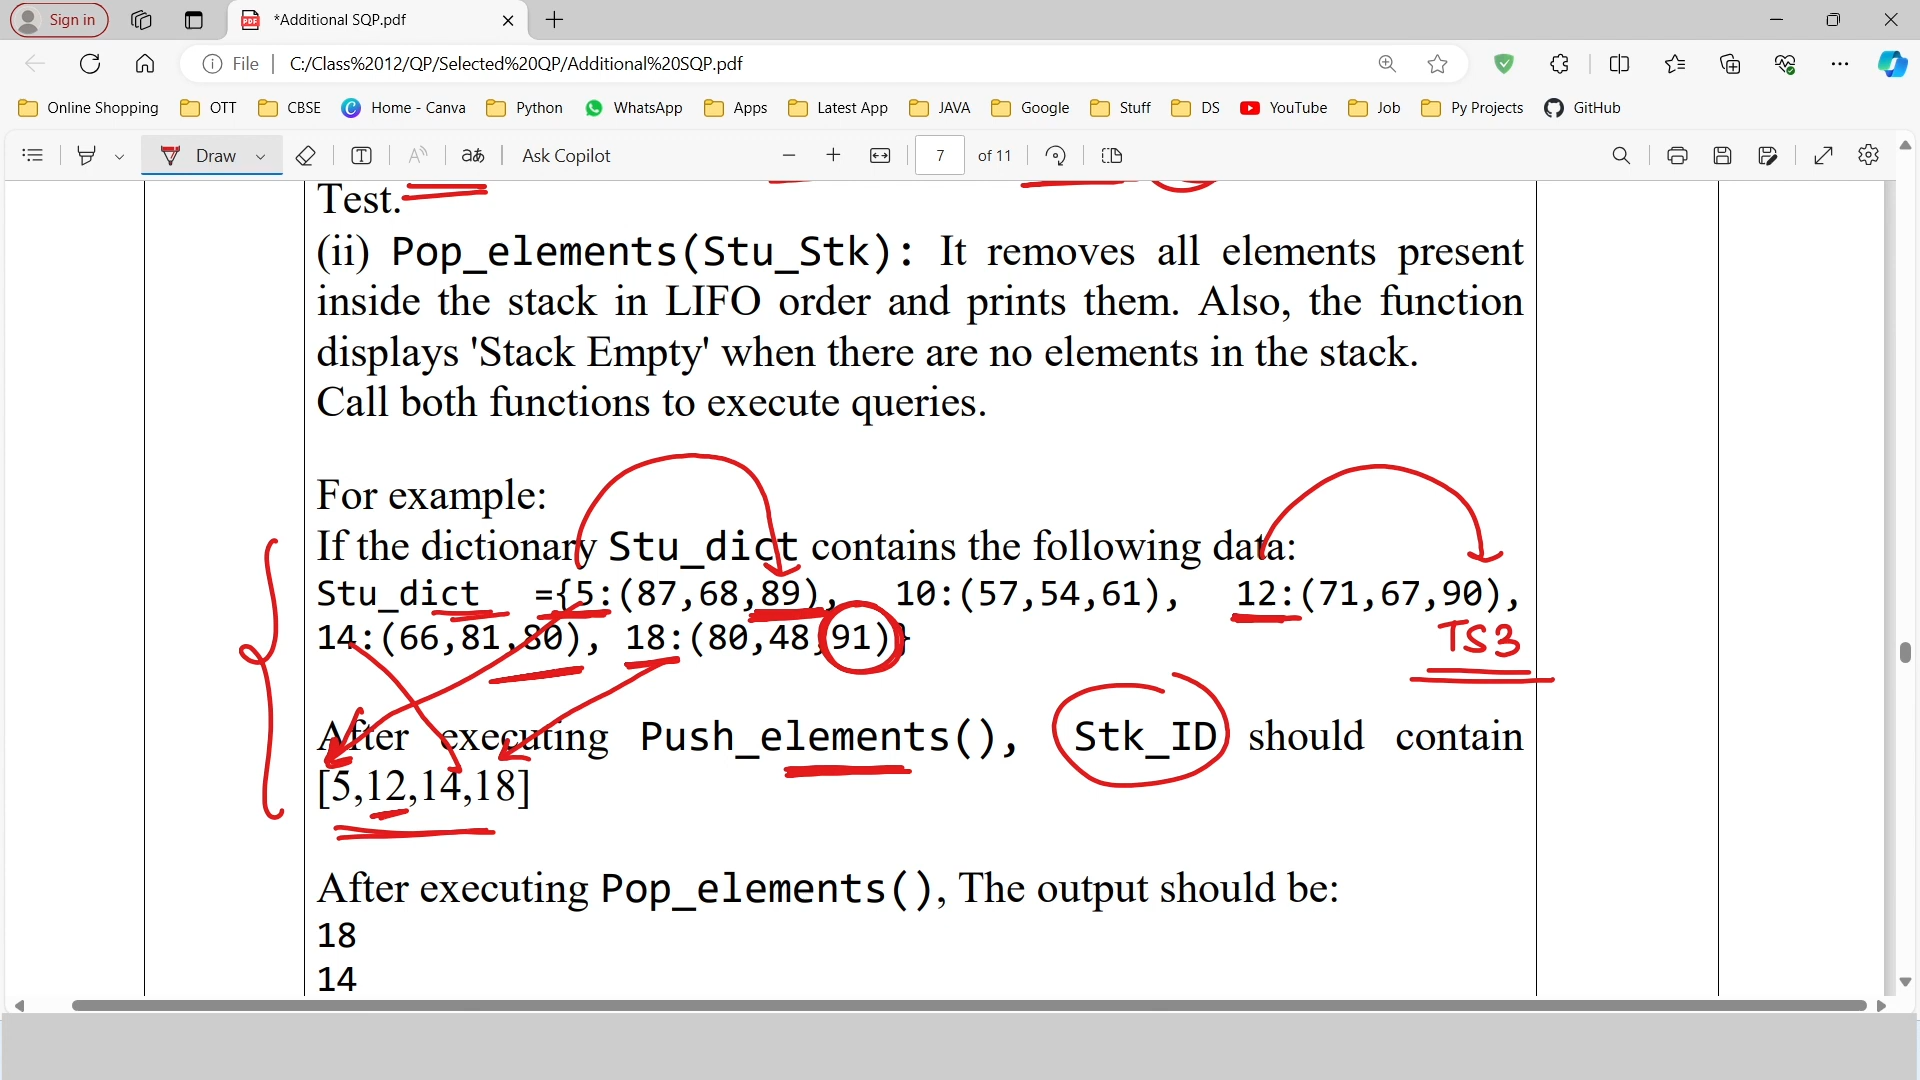 Sign in
*Additional SQP.pdf
File
C:/Class%2012/QP/Selected%20QP/Additional%20SQP.pdf
Online Shopping OTT CBSE Home - Canva Python WhatsApp Apps Latest App JAVA Google Stuff DS YouTube Job Py Projects GitHub
Draw
Ask Copilot
7 of 11
Test.
(ii) Pop_elements(Stu_Stk): It removes all elements present
inside the stack in LIFO order and prints them. Also, the function
displays 'Stack Empty' when there are no elements in the stack.
Call both functions to execute queries.
For example:
If the dictionary Stu_dict contains the following data:
Stu_dict ={5:(87,68,89), 10:(57,54,61), 12:(71,67,90),
14:(66,81,80), 18:(80,48,91)}
TS3
After executing Push_elements(), Stk_ID should contain
[5,12,14,18]
After executing Pop_elements(), The output should be:
18
14